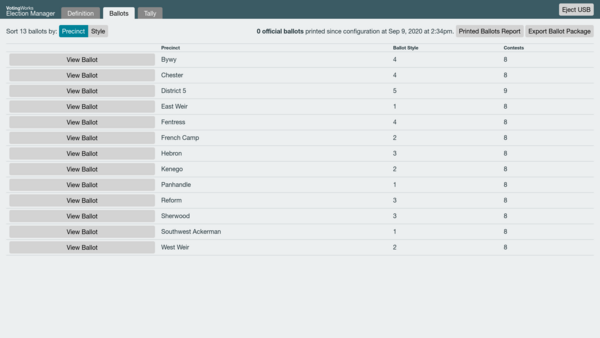 VotingWorks
Election Manager Definition Ballots Tally Eject USB
Sort 13 ballots by: Precinct Style 0 official ballots printed since configuration at Sep 9, 2020 at 2:34pm. Printed Ballots Report Export Ballot Package
Precinct Ballot Style Contests
View Ballot Bywy 4 8
View Ballot Chester 4 8
View Ballot District 5 5 9
View Ballot East Weir 1 8
View Ballot Fentress 4 8
View Ballot French Camp 2 8
View Ballot Hebron 3 8
View Ballot Kenego 2 8
View Ballot Panhandle 1 8
View Ballot Reform 3 8
View Ballot Sherwood 3 8
View Ballot Southwest Ackerman 1 8
View Ballot West Weir 2 8